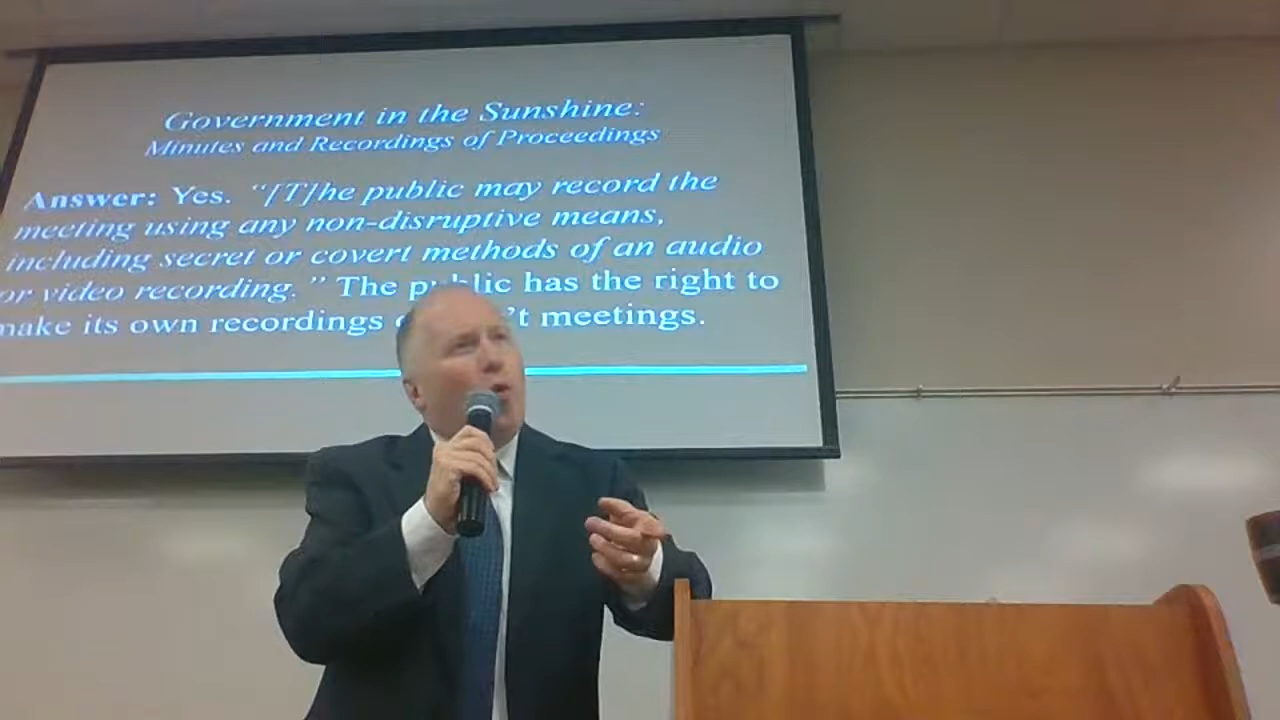 Government in the Sunshine:
Minutes and Recordings of Proceedings
Answer: Yes. "[T]he public may record the
meeting using any non-disruptive means,
including secret or covert methods of an audio
or video recording." The public has the right to
make its own recordings 't meetings.